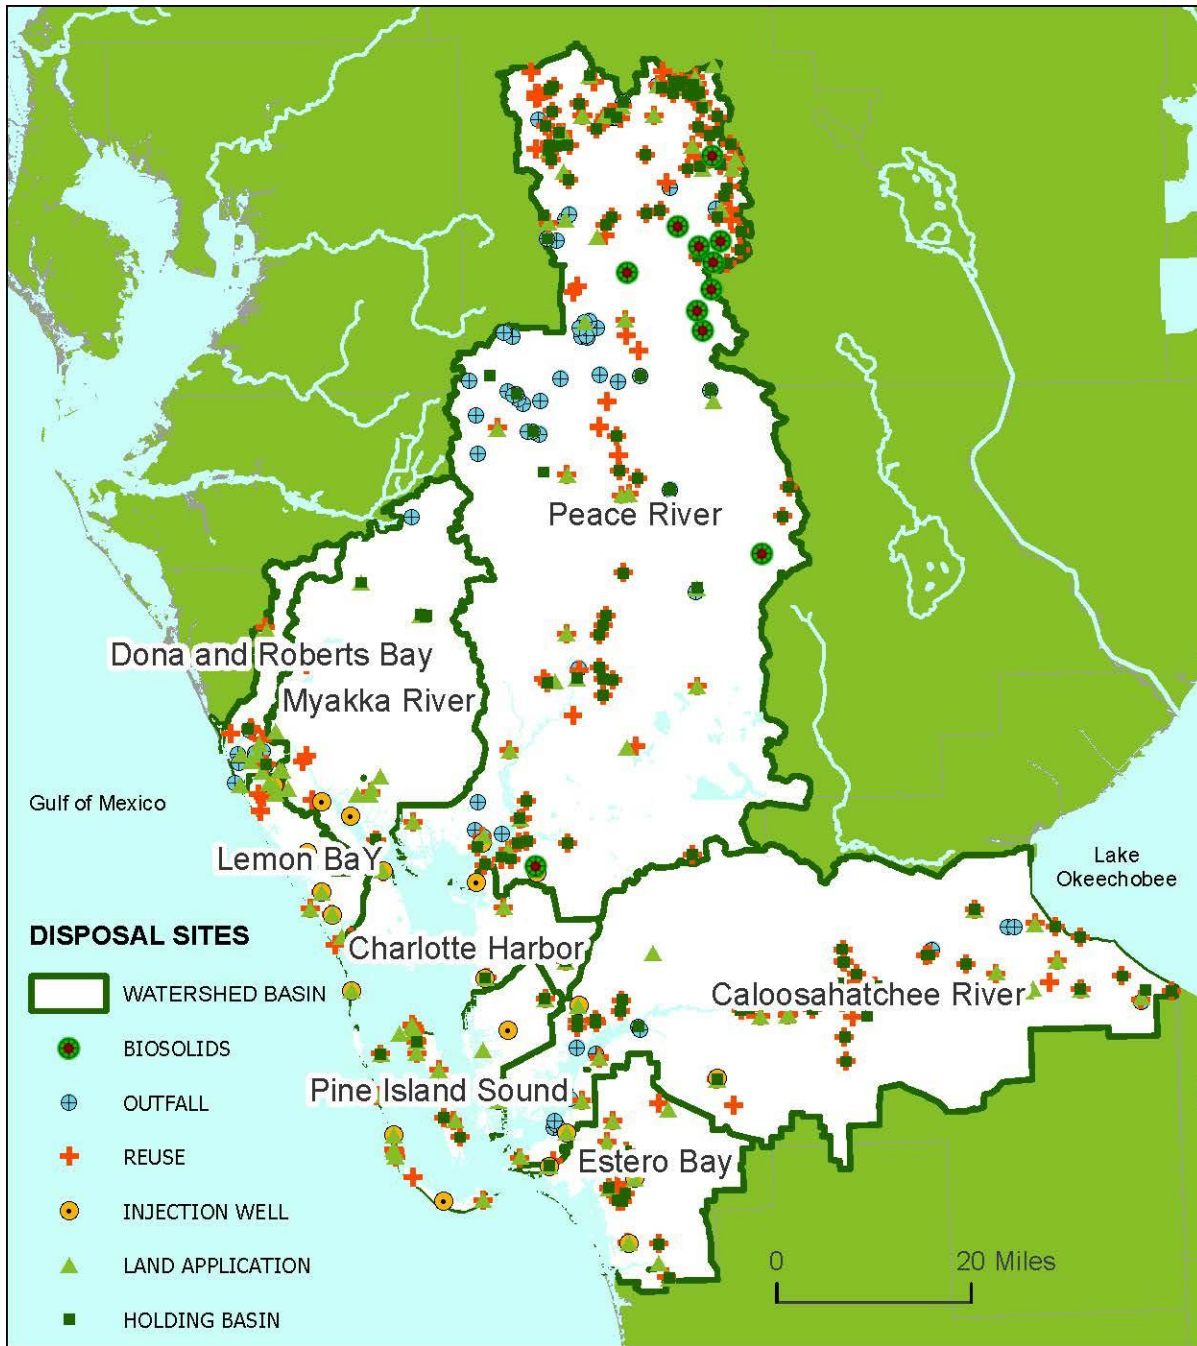 Peace River
Dona and Roberts Bay
Myakka River
Gulf of Mexico
Lemon BaY
Lake
Okeechobee
Charlotte Harbor
Caloosahatchee River
Pine Island Sound
Estero Bay
DISPOSAL SITES
WATERSHED BASIN
BIOSOLIDS
OUTFALL
REUSE
INJECTION WELL
LAND APPLICATION
HOLDING BASIN
0 20 Miles